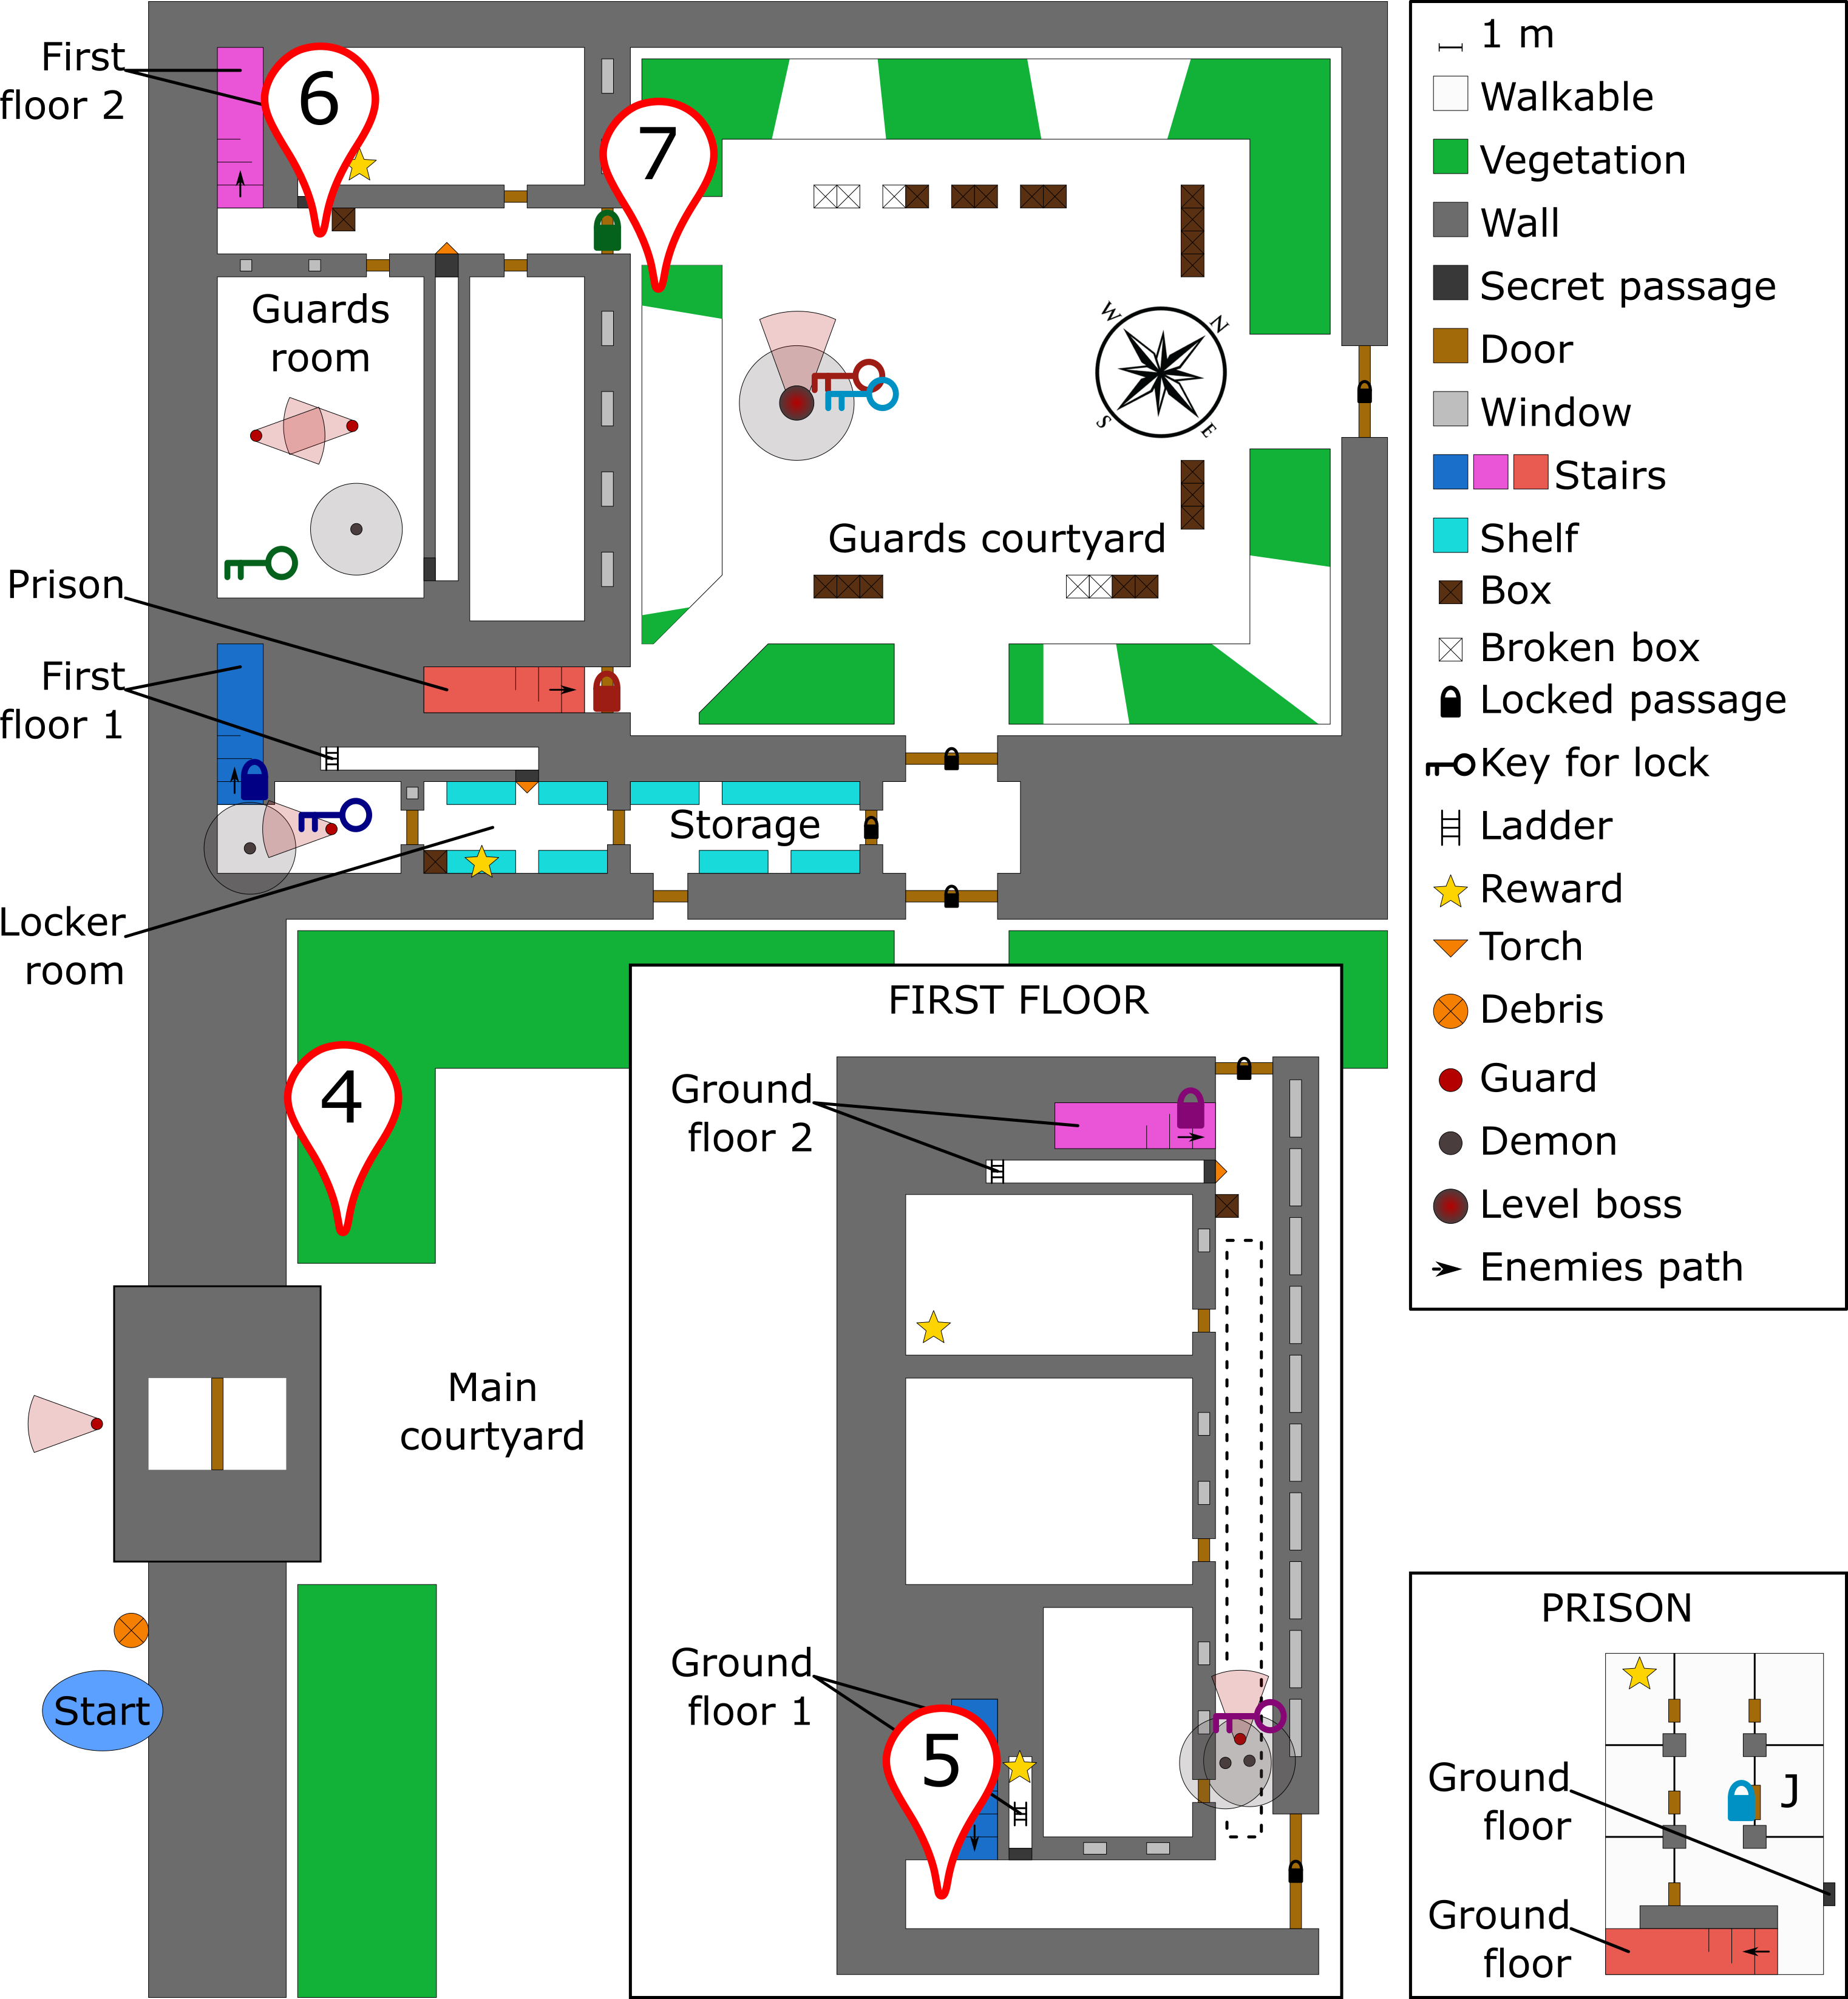 First
floor 2
6
7
Guards
room
W
N
S
E
Guards courtyard
Prison
First
floor 1
Storage
Locker
room
4
Main
courtyard
Start
FIRST FLOOR
Ground
floor 2
Ground
floor 1
5
1 m
Walkable
Vegetation
Wall
Secret passage
Door
Window
Stairs
Shelf
Box
Broken box
Locked passage
Key for lock
Ladder
Reward
Torch
Debris
Guard
Demon
Level boss
Enemies path
PRISON
J
Ground
floor
Ground
floor